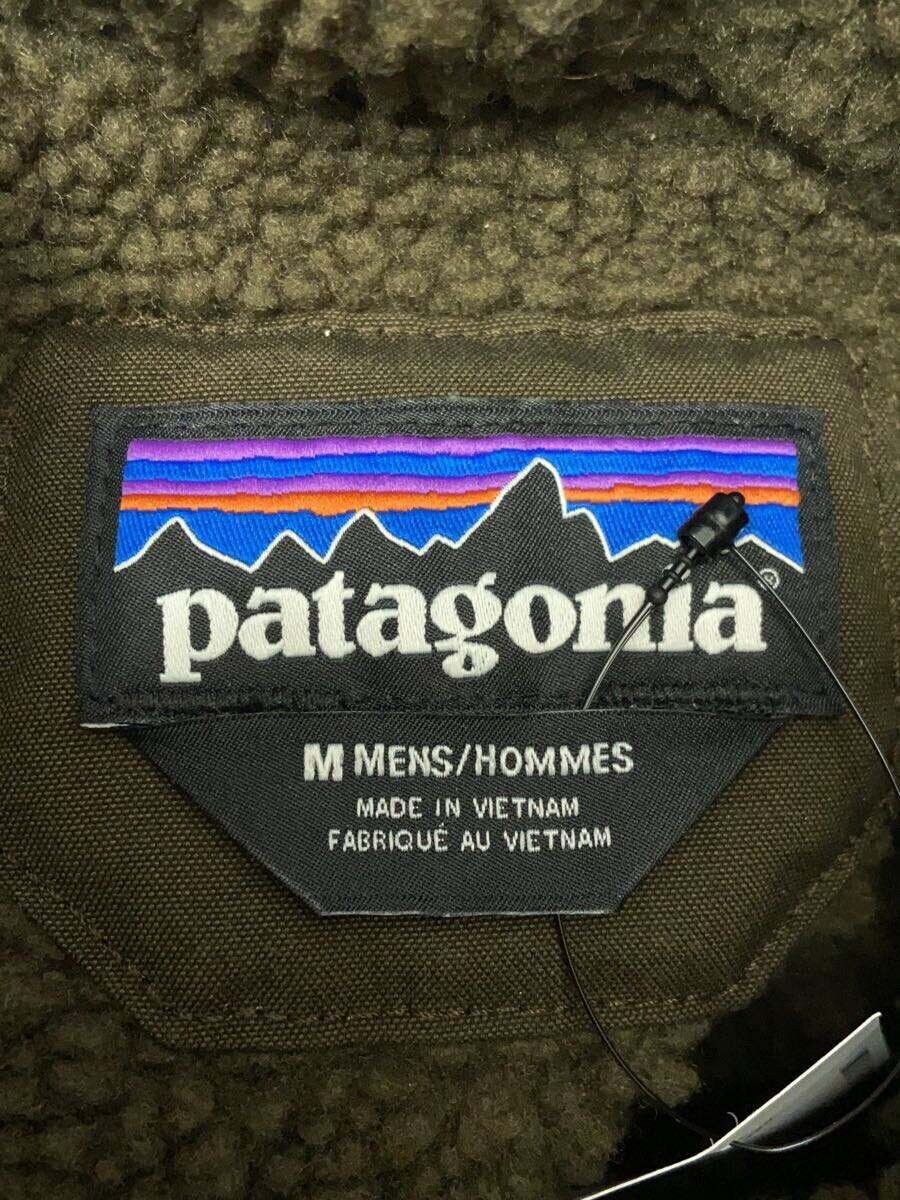 patagonia®
M MENS/HOMMES
MADE IN VIETNAM
FABRIQUÉ AU VIETNAM